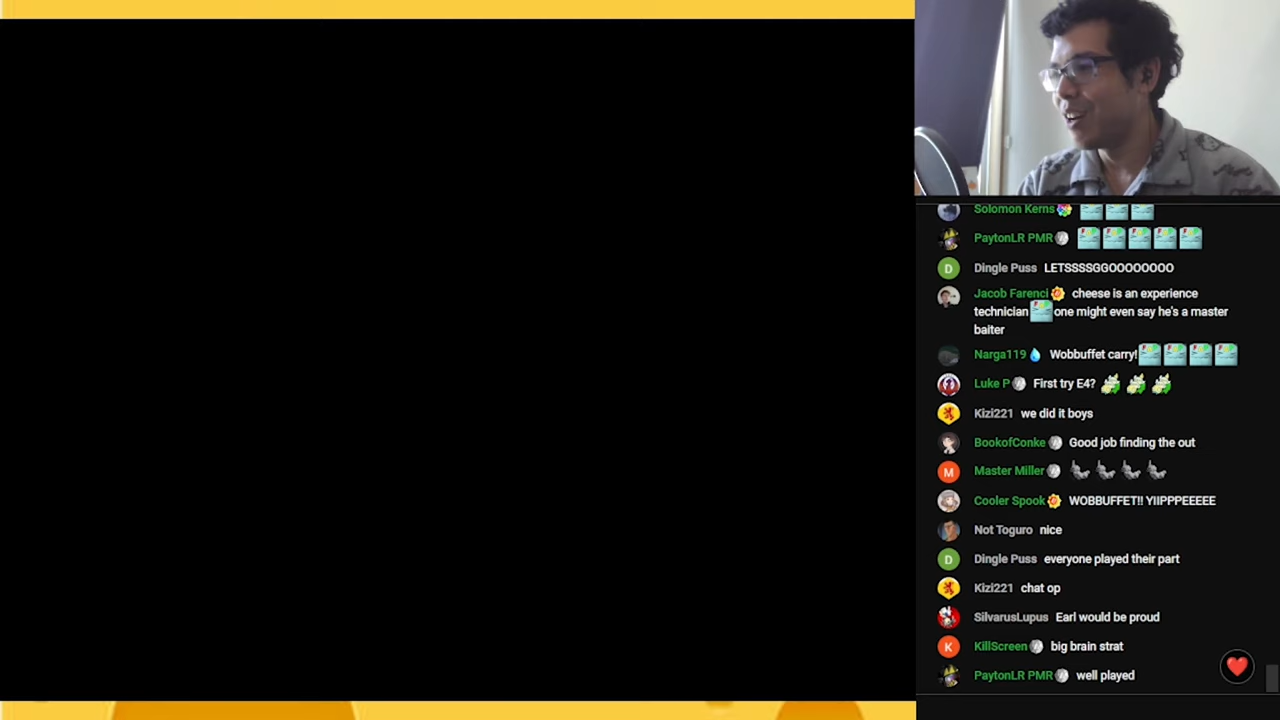 Solomon Kerns
PaytonLR PMR
D Dingle Puss LETSSSSGGOOOOOOOO
Jacob Farenci cheese is an experience
technician one might even say he's a master
baiter
Narga119 Wobbuffet carry!
Luke P First try E4?
Kizi221 we did it boys
BookofConke Good job finding the out
M Master Miller
Cooler Spook WOBBUFFET!! YIIPPPEEEEE
Not Toguro nice
D Dingle Puss everyone played their part
Kizi221 chat op
SilvarusLupus Earl would be proud
K KillScreen big brain strat
PaytonLR PMR well played